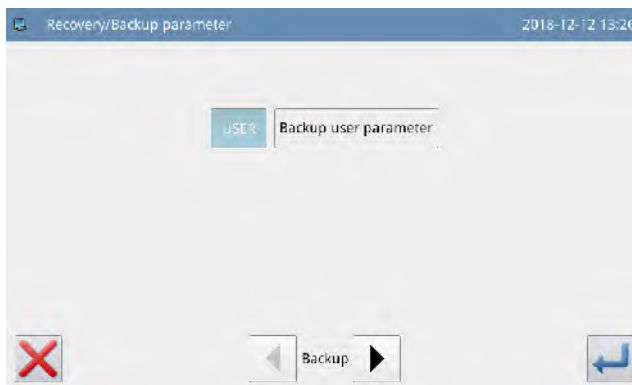 Recovery/Backup parameter 2018-12-12 13:26
USER Backup user parameter
Backup